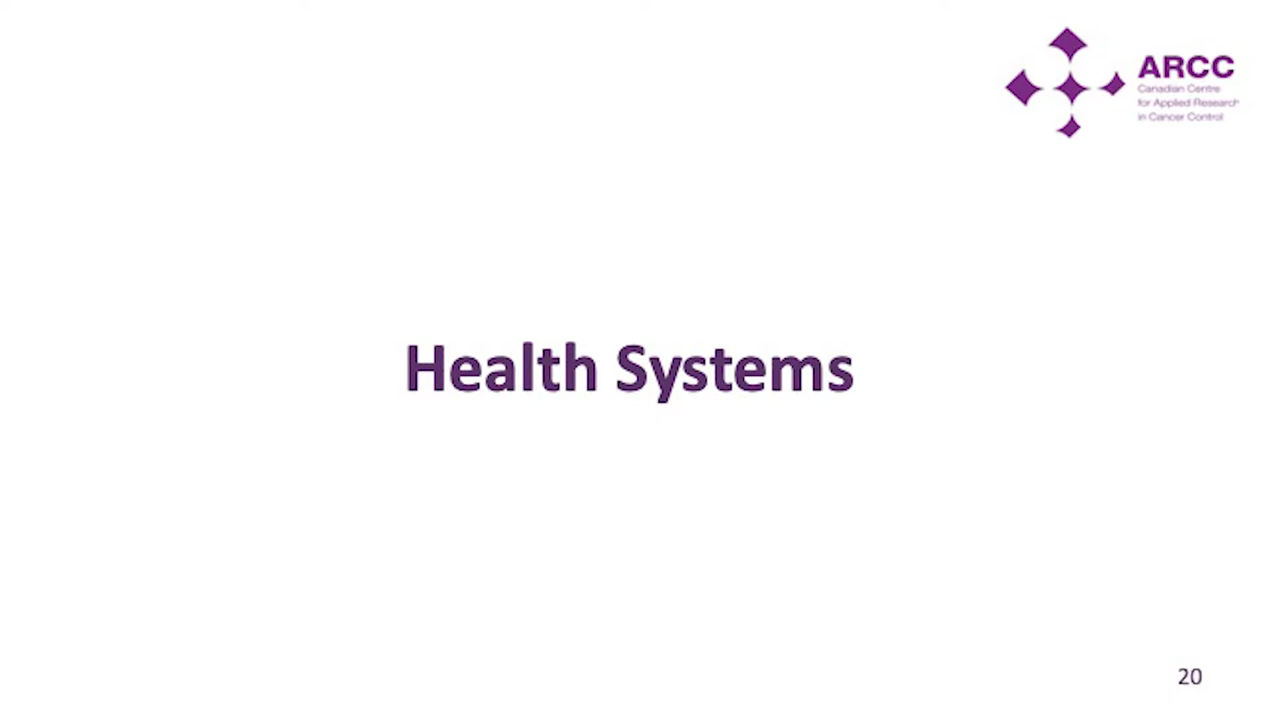 ARCC
Canadian Centre
for Applied Research
in Cancer Control
Health Systems
20